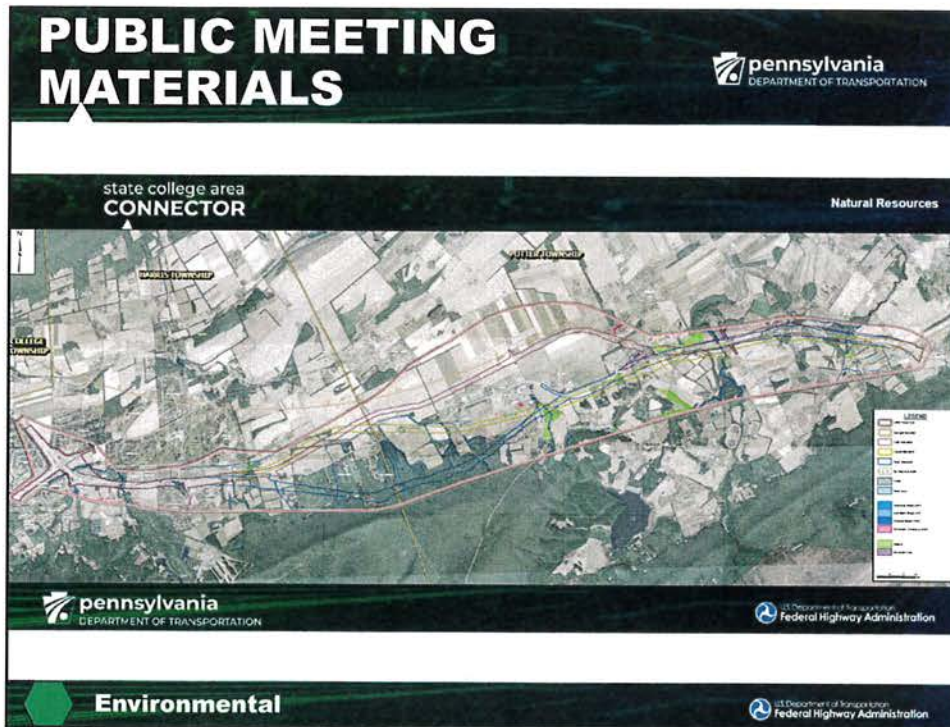 PUBLIC MEETING
MATERIALS
pennsylvania
DEPARTMENT OF TRANSPORTATION
state college area
CONNECTOR
Natural Resources
N
HARRIS TOWNSHIP
POTTER TOWNSHIP
COLLEGE
TOWNSHIP
LEGEND
pennsylvania
DEPARTMENT OF TRANSPORTATION
U.S. Department of Transportation
Federal Highway Administration
Environmental
U.S. Department of Transportation
Federal Highway Administration